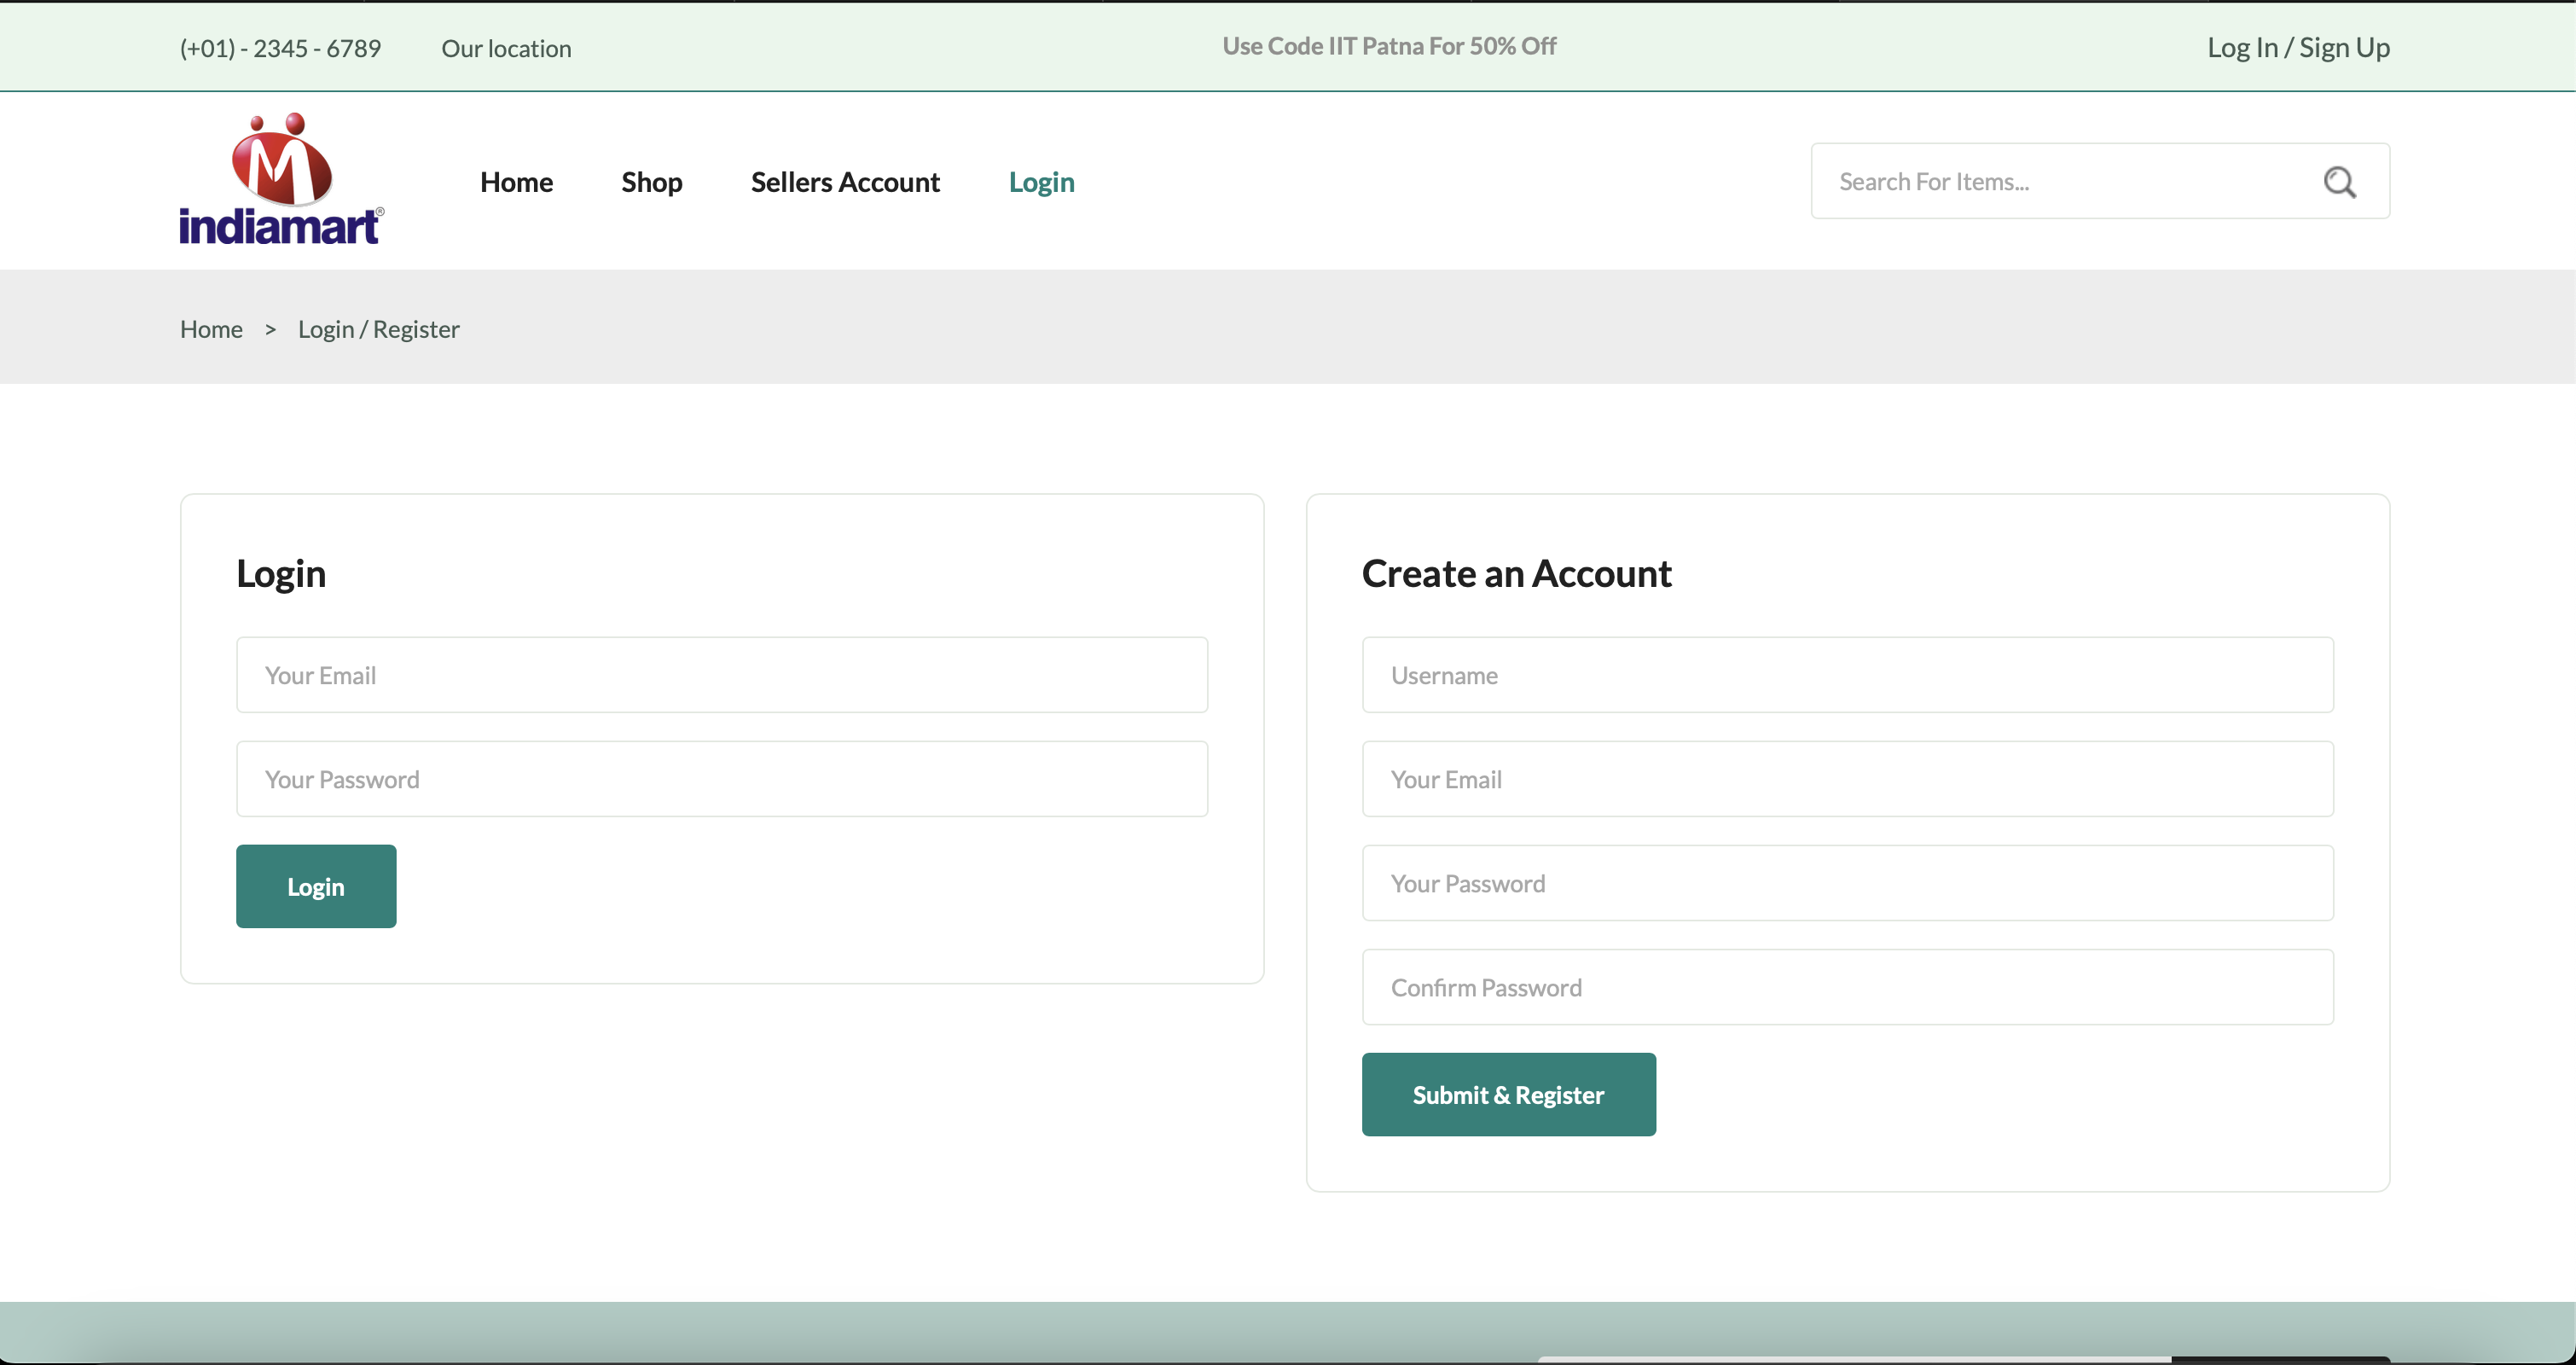 (+01) - 2345 - 6789 Our location Use Code IIT Patna For 50% Off Log In / Sign Up
indiamart®
Home Shop Sellers Account Login Search For Items...
Home > Login / Register
Login
Your Email
Your Password
Login
Create an Account
Username
Your Email
Your Password
Confirm Password
Submit & Register